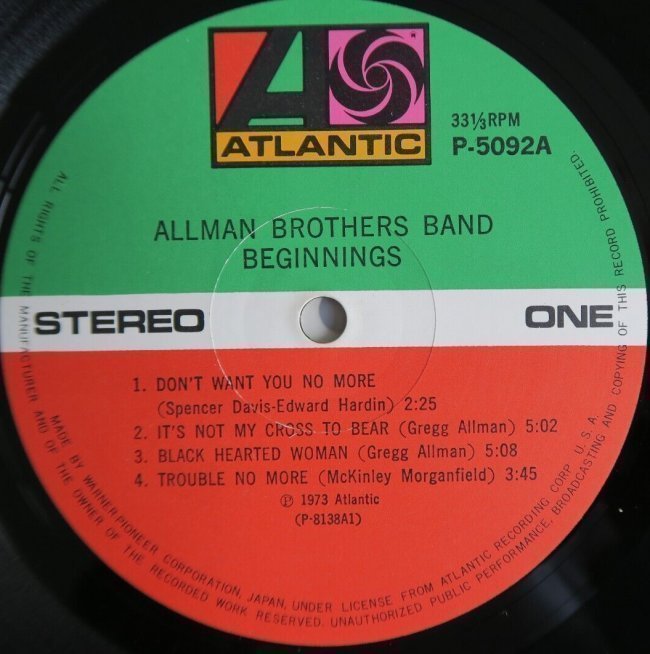 ATLANTIC
33⅓RPM
P-5092A
ALLMAN BROTHERS BAND
BEGINNINGS
STEREO
ONE
1. DON'T WANT YOU NO MORE
(Spencer Davis-Edward Hardin) 2:25
2. IT'S NOT MY CROSS TO BEAR (Gregg Allman) 5:02
3. BLACK HEARTED WOMAN (Gregg Allman) 5:08
4. TROUBLE NO MORE (McKinley Morganfield) 3:45
Ⓟ 1973 Atlantic
(P-8138A1)
MADE BY WARNER-PIONEER CORPORATION, JAPAN, UNDER LICENSE FROM ATLANTIC RECORDING CORP. U.S.A.
ALL RIGHTS OF THE MANUFACTURER AND OF THE OWNER OF THE RECORDED WORK RESERVED. UNAUTHORIZED PUBLIC PERFORMANCE, BROADCASTING AND COPYING OF THIS RECORD PROHIBITED.